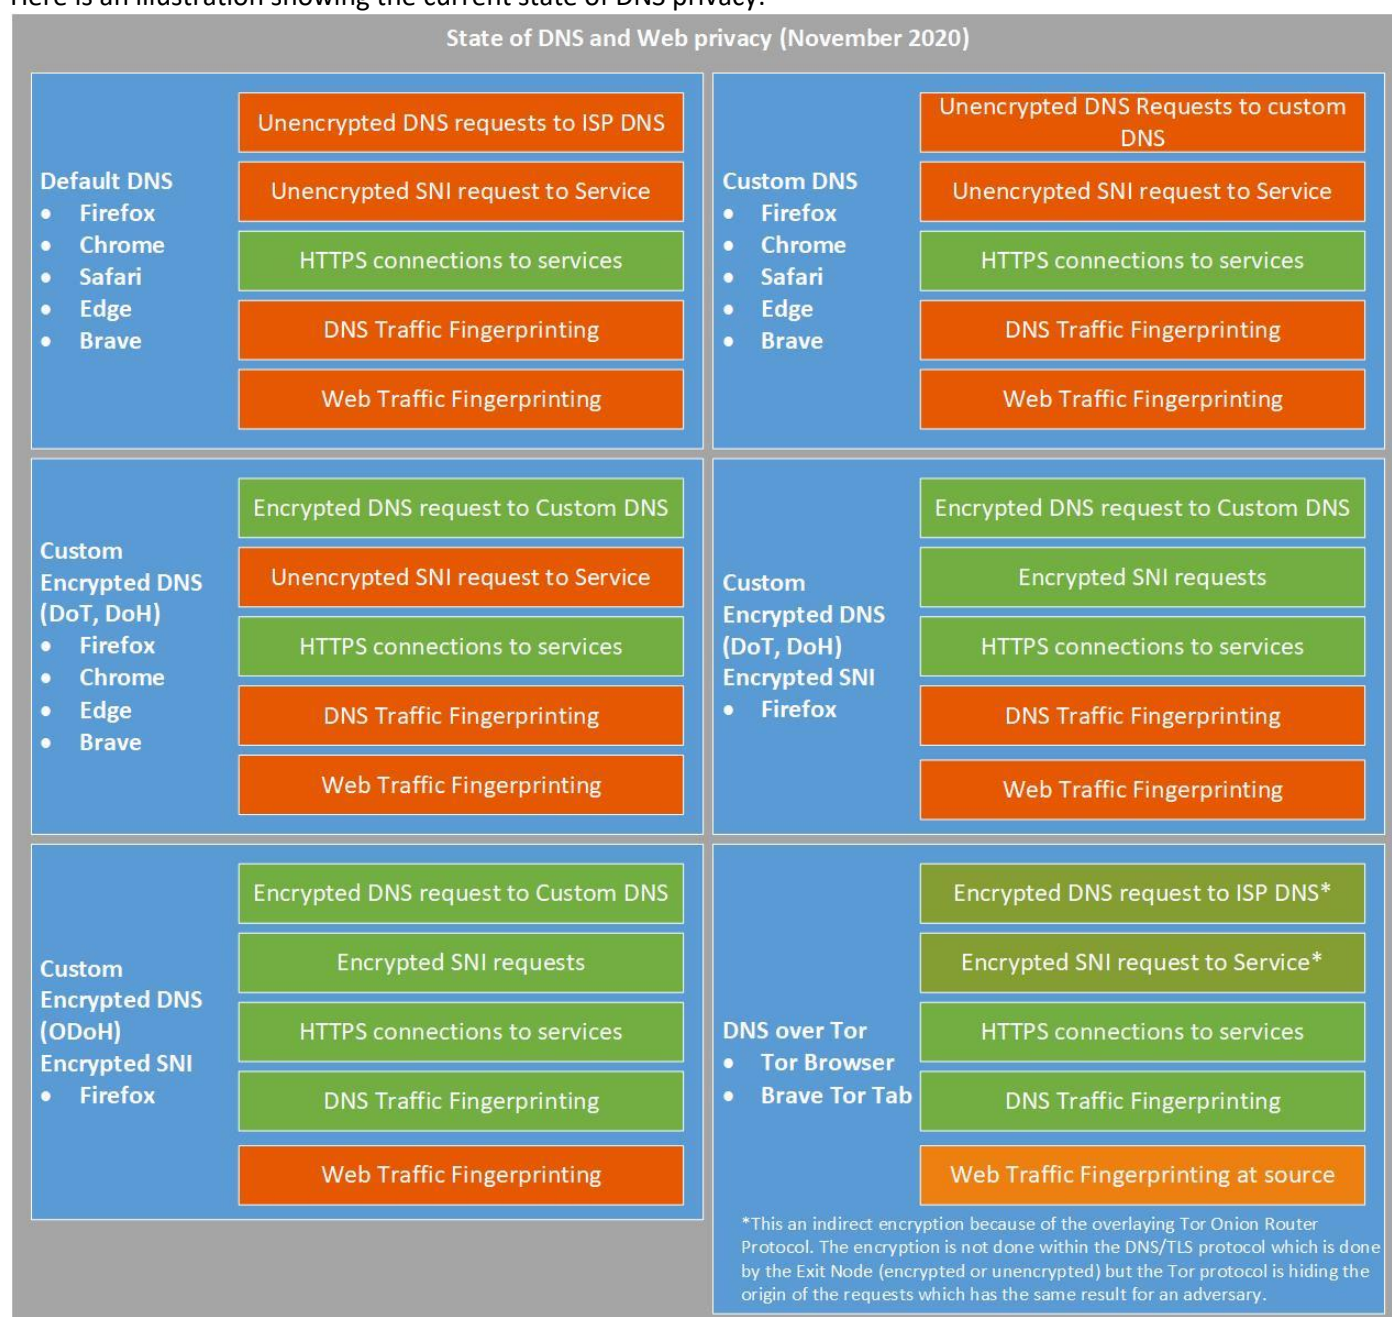 Here is an illustration showing the current state of DNS privacy:
State of DNS and Web privacy (November 2020)
Default DNS
• Firefox
• Chrome
• Safari
• Edge
• Brave
Unencrypted DNS requests to ISP DNS
Unencrypted SNI request to Service
HTTPS connections to services
DNS Traffic Fingerprinting
Web Traffic Fingerprinting
Custom DNS
• Firefox
• Chrome
• Safari
• Edge
• Brave
Unencrypted DNS Requests to custom
DNS
Unencrypted SNI request to Service
HTTPS connections to services
DNS Traffic Fingerprinting
Web Traffic Fingerprinting
Custom
Encrypted DNS
(DoT, DoH)
• Firefox
• Chrome
• Edge
• Brave
Encrypted DNS request to Custom DNS
Unencrypted SNI request to Service
HTTPS connections to services
DNS Traffic Fingerprinting
Web Traffic Fingerprinting
Custom
Encrypted DNS
(DoT, DoH)
Encrypted SNI
• Firefox
Encrypted DNS request to Custom DNS
Encrypted SNI requests
HTTPS connections to services
DNS Traffic Fingerprinting
Web Traffic Fingerprinting
Custom
Encrypted DNS
(ODoH)
Encrypted SNI
• Firefox
Encrypted DNS request to Custom DNS
Encrypted SNI requests
HTTPS connections to services
DNS Traffic Fingerprinting
Web Traffic Fingerprinting
DNS over Tor
• Tor Browser
• Brave Tor Tab
Encrypted DNS request to ISP DNS*
Encrypted SNI request to Service*
HTTPS connections to services
DNS Traffic Fingerprinting
Web Traffic Fingerprinting at source
*This an indirect encryption because of the overlaying Tor Onion Router
Protocol. The encryption is not done within the DNS/TLS protocol which is done
by the Exit Node (encrypted or unencrypted) but the Tor protocol is hiding the
origin of the requests which has the same result for an adversary.